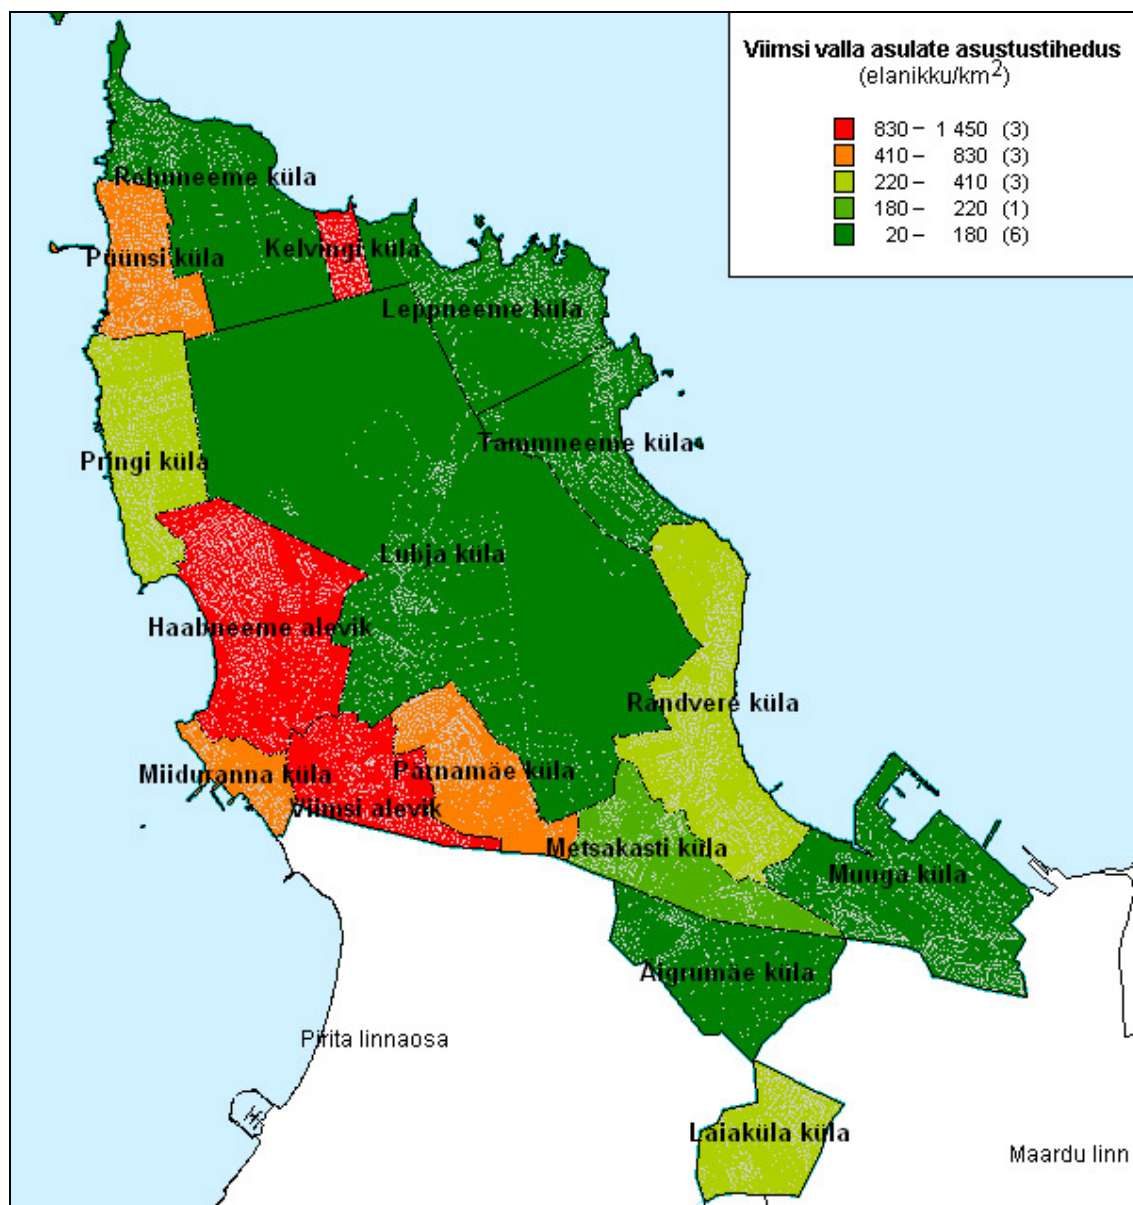 Viimsi valla asulate asustustihedus
(elanikku/km²)
830 – 1 450 (3)
410 – 830 (3)
220 – 410 (3)
180 – 220 (1)
20 – 180 (6)
Rohuneeme küla
Kelvingi küla
Püünsi küla
Leppneeme küla
Tammneeme küla
Pringi küla
Lubja küla
Haabneeme alevik
Randvere küla
Miiduranna küla
Pärnamäe küla
Viimsi alevik
Metsakasti küla
Muuga küla
Äigrumäe küla
Pirita linnaosa
Laiaküla küla
Maardu linn